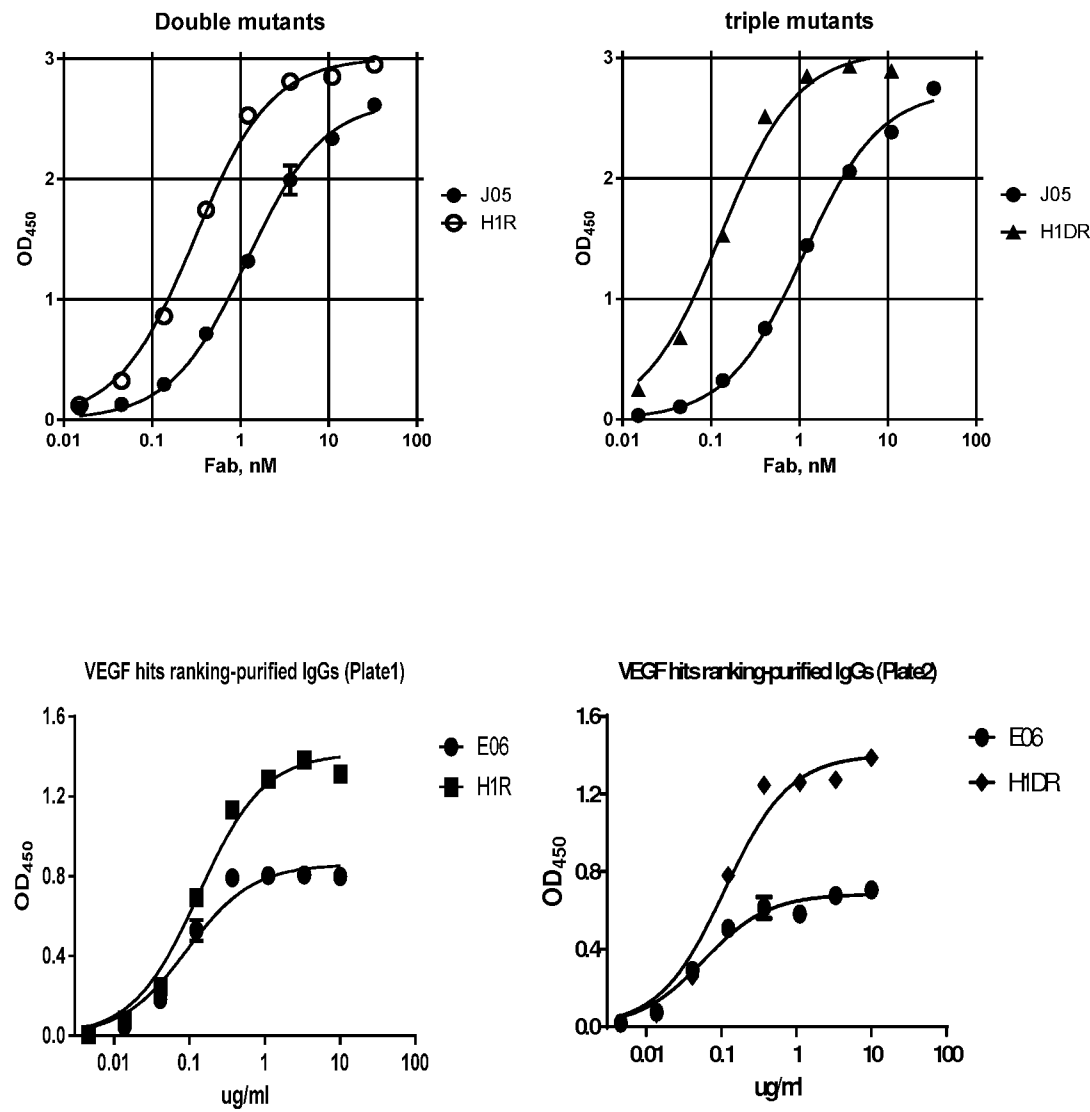 Double mutants
3
2
1
0
OD450
0.01 0.1 1 10 100
Fab, nM
J05
H1R
triple mutants
3
2
1
0
OD450
0.01 0.1 1 10 100
Fab, nM
J05
H1DR
VEGF hits ranking-purified IgGs (Plate1)
1.6
1.2
0.8
0.4
0.0
OD450
0.01 0.1 1 10 100
ug/ml
E06
H1R
VEGF hits ranking-purified IgGs (Plate2)
1.6
1.2
0.8
0.4
0.0
OD450
0.01 0.1 1 10 100
ug/ml
E06
H1DR